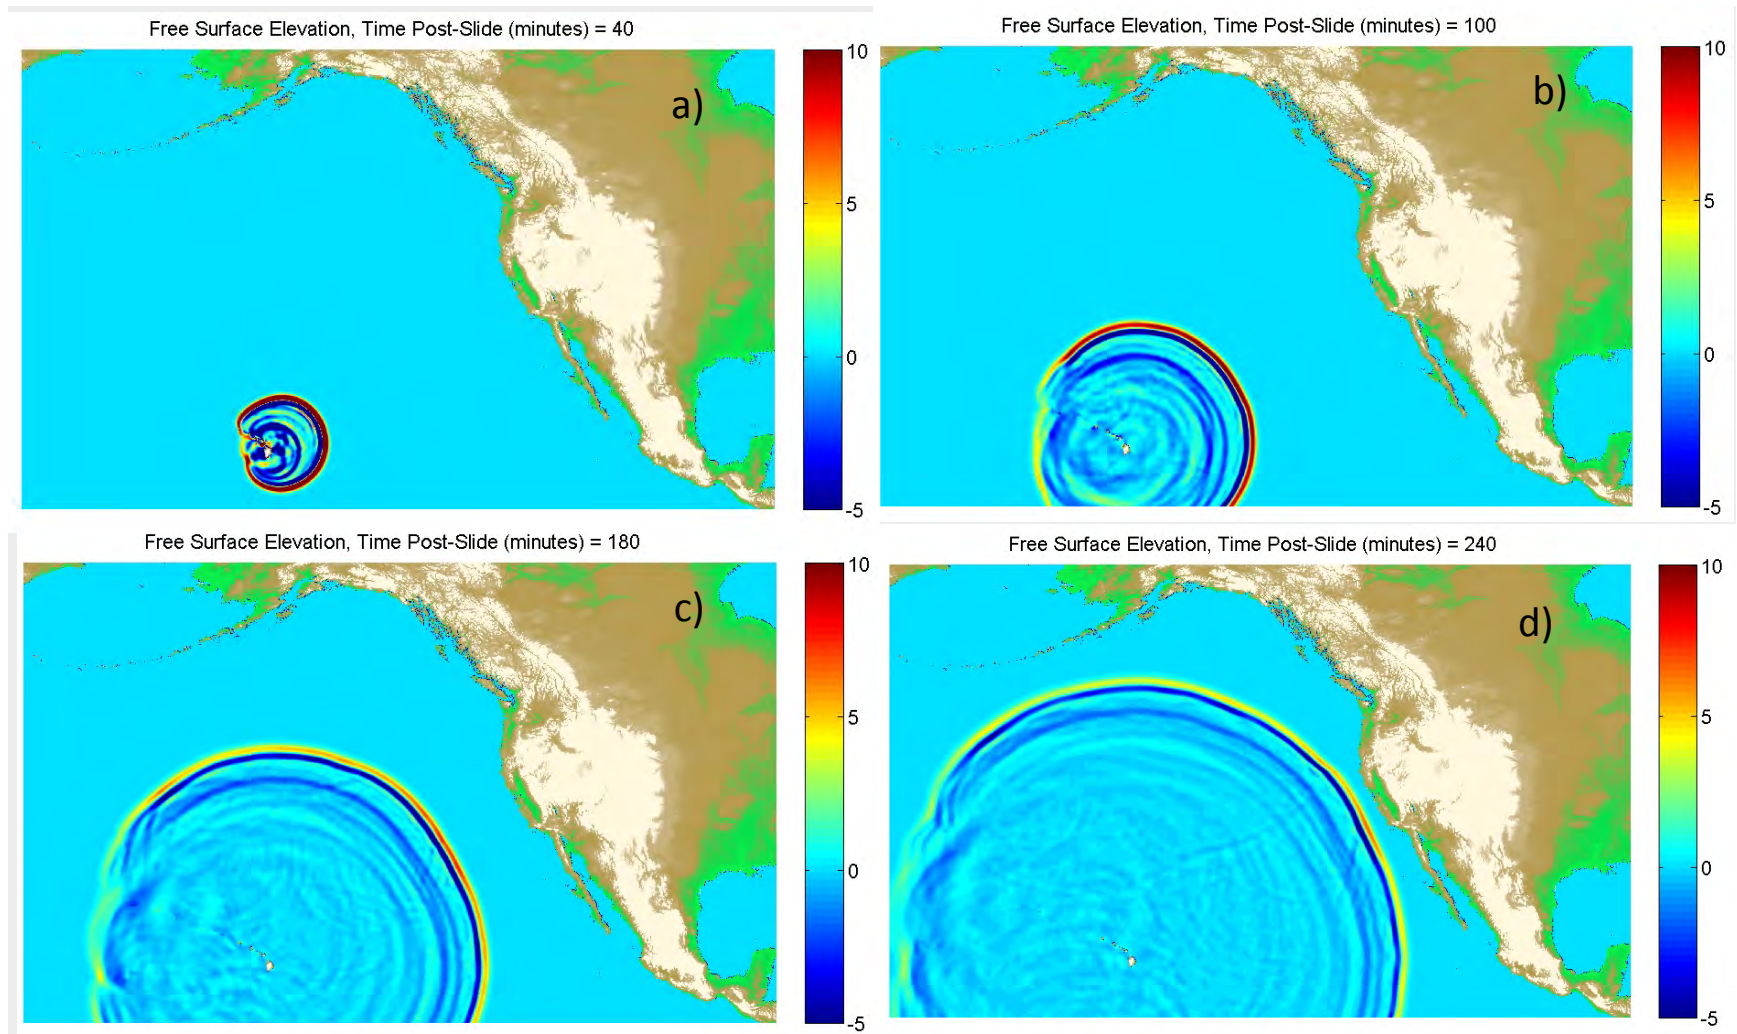 Free Surface Elevation, Time Post-Slide (minutes) = 40
a)
10
5
0
-5
Free Surface Elevation, Time Post-Slide (minutes) = 100
b)
10
5
0
-5
Free Surface Elevation, Time Post-Slide (minutes) = 180
c)
10
5
0
-5
Free Surface Elevation, Time Post-Slide (minutes) = 240
d)
10
5
0
-5